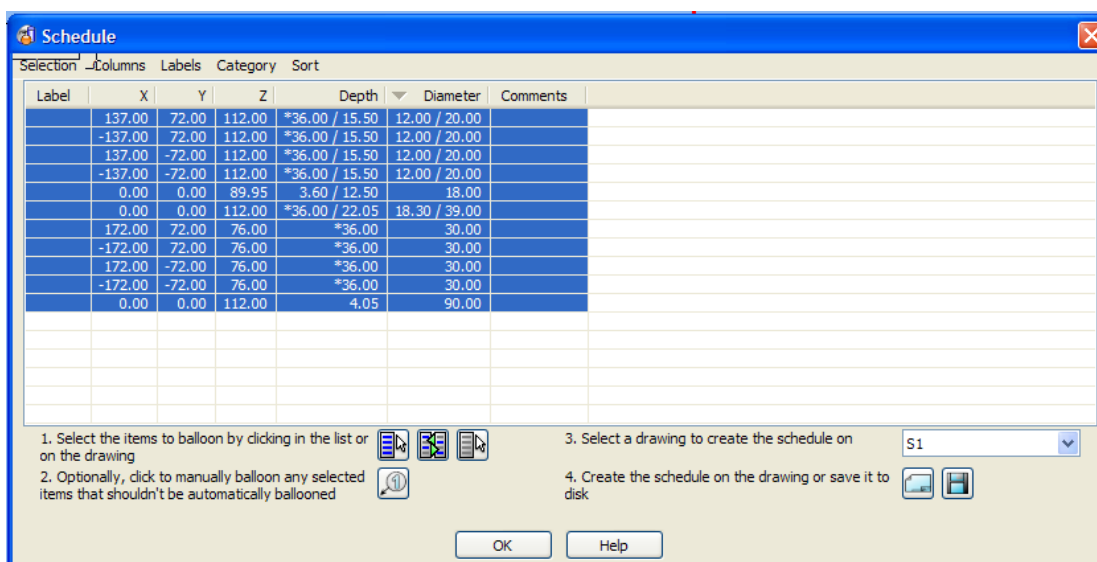 Schedule
Selection Columns Labels Category Sort
Label X Y Z Depth Diameter Comments
137.00 72.00 112.00 *36.00 / 15.50 12.00 / 20.00
-137.00 72.00 112.00 *36.00 / 15.50 12.00 / 20.00
137.00 -72.00 112.00 *36.00 / 15.50 12.00 / 20.00
-137.00 -72.00 112.00 *36.00 / 15.50 12.00 / 20.00
0.00 0.00 89.95 3.60 / 12.50 18.00
0.00 0.00 112.00 *36.00 / 22.05 18.30 / 39.00
172.00 72.00 76.00 *36.00 30.00
-172.00 72.00 76.00 *36.00 30.00
172.00 -72.00 76.00 *36.00 30.00
-172.00 -72.00 76.00 *36.00 30.00
0.00 0.00 112.00 4.05 90.00
1. Select the items to balloon by clicking in the list or
on the drawing
2. Optionally, click to manually balloon any selected
items that shouldn't be automatically ballooned
1
3. Select a drawing to create the schedule on
S1
4. Create the schedule on the drawing or save it to
disk
OK
Help